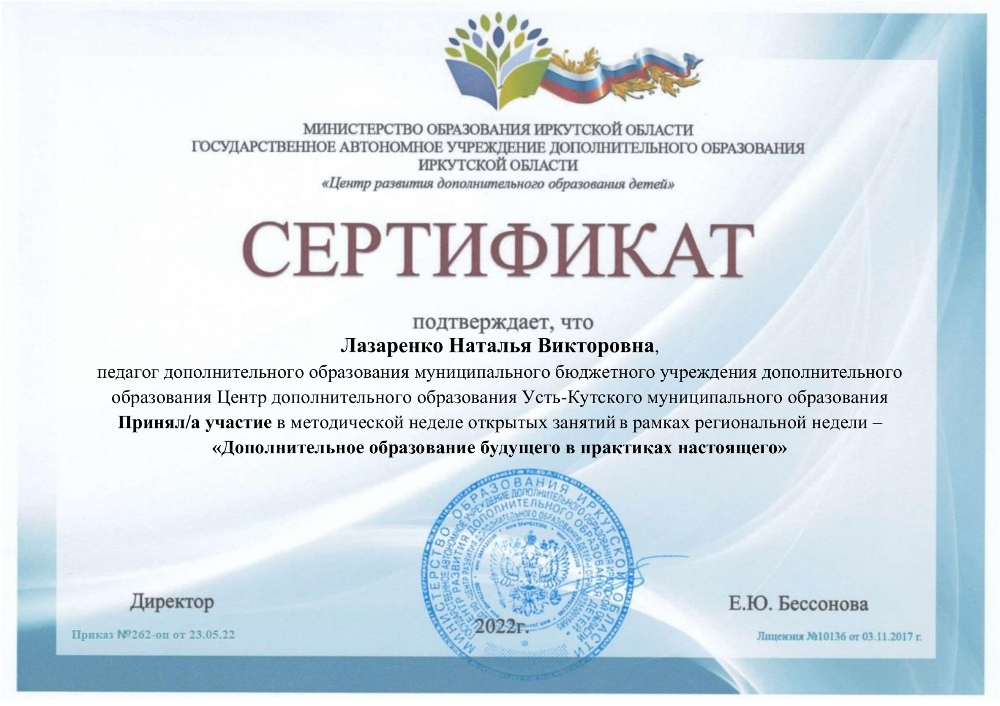 МИНИСТЕРСТВО ОБРАЗОВАНИЯ ИРКУТСКОЙ ОБЛАСТИ
ГОСУДАРСТВЕННОЕ АВТОНОМНОЕ УЧРЕЖДЕНИЕ ДОПОЛНИТЕЛЬНОГО ОБРАЗОВАНИЯ
ИРКУТСКОЙ ОБЛАСТИ
«Центр развития дополнительного образования детей»
СЕРТИФИКАТ
подтверждает, что
Лазаренко Наталья Викторовна,
педагог дополнительного образования муниципального бюджетного учреждения дополнительного
образования Центр дополнительного образования Усть-Кутского муниципального образования
Принял/а участие в методической неделе открытых занятий в рамках региональной недели –
«Дополнительное образование будущего в практиках настоящего»
МИНИСТЕРСТВО ОБРАЗОВАНИЯ ИРКУТСКОЙ ОБЛАСТИ
ГОСУДАРСТВЕННОЕ АВТОНОМНОЕ УЧРЕЖДЕНИЕ ДОПОЛНИТЕЛЬНОГО ОБРАЗОВАНИЯ ИРКУТСКОЙ ОБЛАСТИ
ЦЕНТР РАЗВИТИЯ ДОПОЛНИТЕЛЬНОГО ОБРАЗОВАНИЯ ДЕТЕЙ
Директор
Е.Ю. Бессонова
2022г.
Приказ №262-оп от 23.05.22
Лицензия №10136 от 03.11.2017 г.